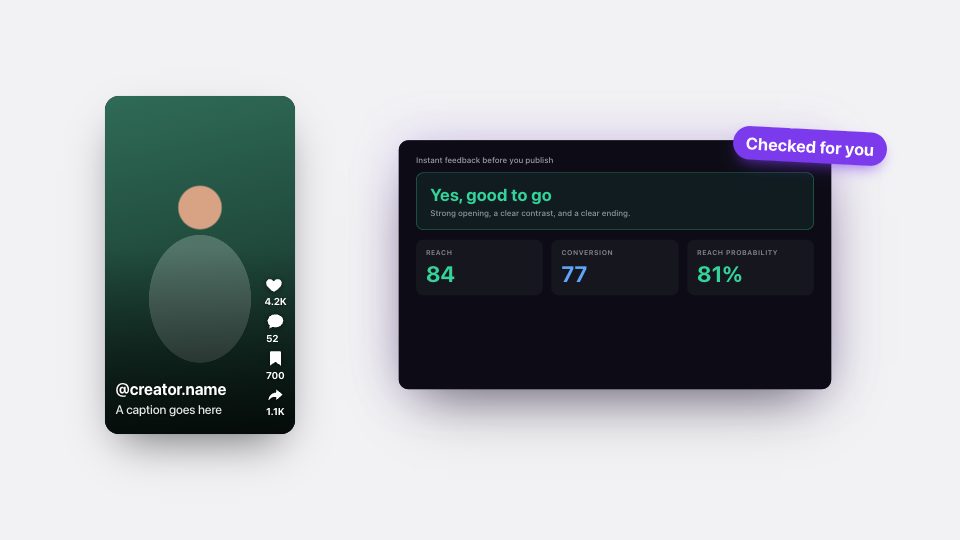 4.2K
52
700
1.1K
@creator.name
A caption goes here
Checked for you
Instant feedback before you publish
Yes, good to go
Strong opening, a clear contrast, and a clear ending.
REACH
84
CONVERSION
77
REACH PROBABILITY
81%